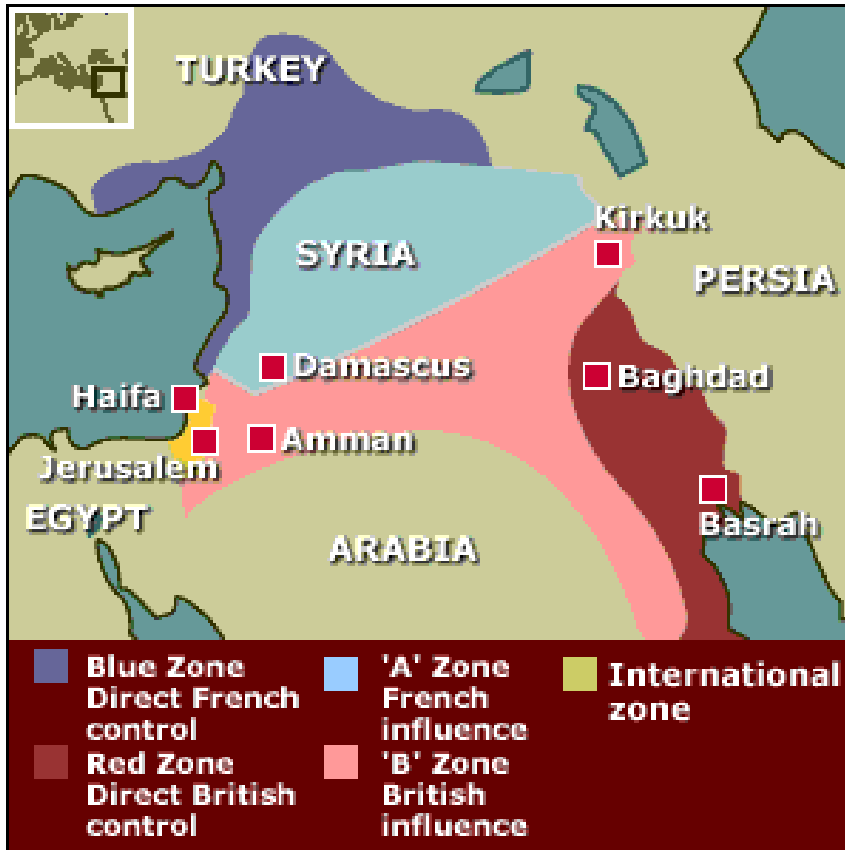 TURKEY
Kirkuk
SYRIA
PERSIA
Damascus
Baghdad
Haifa
Amman
Jerusalem
EGYPT
Basrah
ARABIA
Blue Zone
Direct French
control
'A' Zone
French
influence
International
zone
Red Zone
Direct British
control
'B' Zone
British
influence